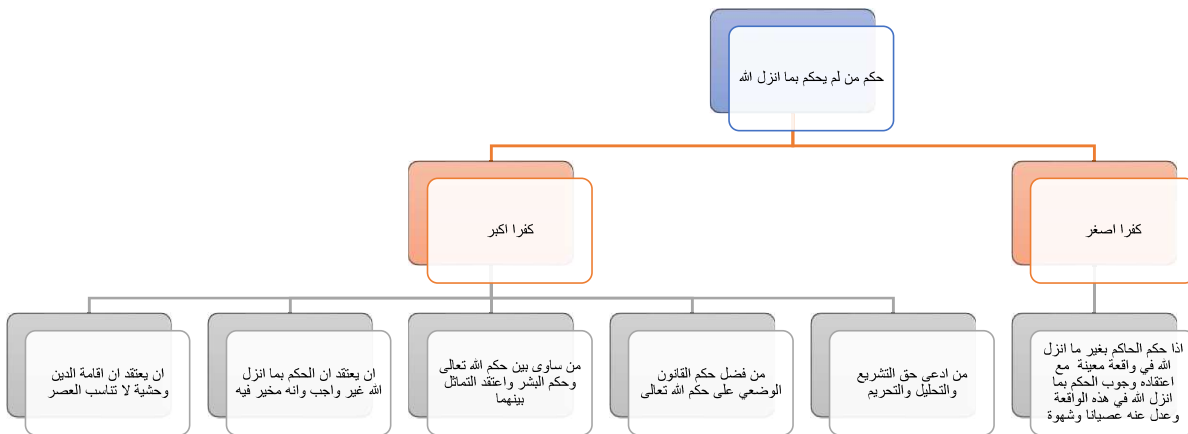 حكم من لم يحكم بما انزل الله
كفرا اصغر
كفرا اكبر
اذا حكم الحاكم بغير ما انزل
الله في واقعة معينة مع
اعتقاده وجوب الحكم بما
انزل الله في هذه الواقعة
وعدل عنه عصيانا وشهوة
من ادعى حق التشريع
والتحليل والتحريم
من فضل حكم القانون
الوضعي على حكم الله تعالى
من ساوى بين حكم الله تعالى
وحكم البشر واعتقد التماثل
بينهما
ان يعتقد ان الحكم بما انزل
الله غير واجب وانه مخير فيه
ان يعتقد ان اقامة الدين
وحشية لا تناسب العصر